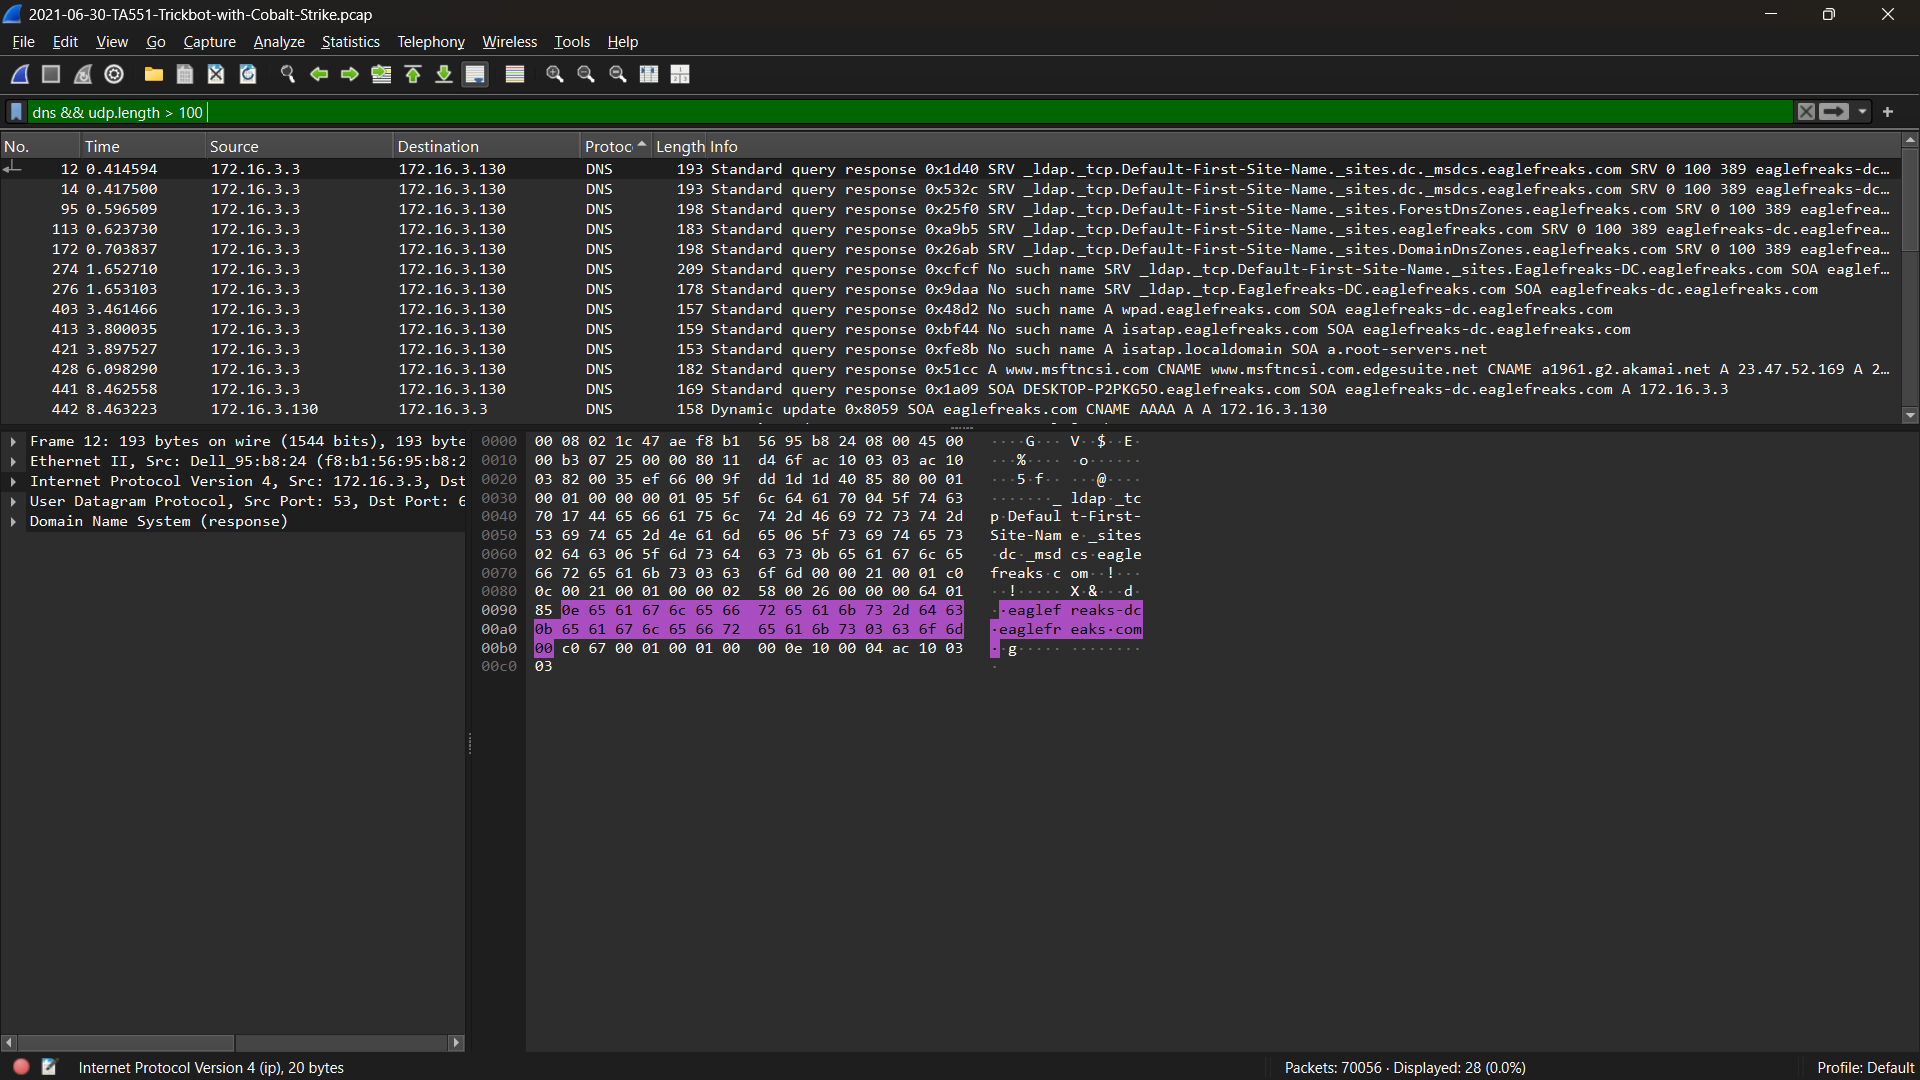 2021-06-30-TA551-Trickbot-with-Cobalt-Strike.pcap
File Edit View Go Capture Analyze Statistics Telephony Wireless Tools Help
dns && udp.length > 100
No. Time Source Destination Protoc Length Info
12 0.414594 172.16.3.3 172.16.3.130 DNS 193 Standard query response 0x1d40 SRV _ldap._tcp.Default-First-Site-Name._sites.dc._msdcs.eaglefreaks.com SRV 0 100 389 eaglefreaks-dc…
14 0.417500 172.16.3.3 172.16.3.130 DNS 193 Standard query response 0x532c SRV _ldap._tcp.Default-First-Site-Name._sites.dc._msdcs.eaglefreaks.com SRV 0 100 389 eaglefreaks-dc…
95 0.596509 172.16.3.3 172.16.3.130 DNS 198 Standard query response 0x25f0 SRV _ldap._tcp.Default-First-Site-Name._sites.ForestDnsZones.eaglefreaks.com SRV 0 100 389 eaglefrea…
113 0.623730 172.16.3.3 172.16.3.130 DNS 183 Standard query response 0xa9b5 SRV _ldap._tcp.Default-First-Site-Name._sites.eaglefreaks.com SRV 0 100 389 eaglefreaks-dc.eaglefrea…
172 0.703837 172.16.3.3 172.16.3.130 DNS 198 Standard query response 0x26ab SRV _ldap._tcp.Default-First-Site-Name._sites.DomainDnsZones.eaglefreaks.com SRV 0 100 389 eaglefrea…
274 1.652710 172.16.3.3 172.16.3.130 DNS 209 Standard query response 0xcfcf No such name SRV _ldap._tcp.Default-First-Site-Name._sites.Eaglefreaks-DC.eaglefreaks.com SOA eaglef…
276 1.653103 172.16.3.3 172.16.3.130 DNS 178 Standard query response 0x9daa No such name SRV _ldap._tcp.Eaglefreaks-DC.eaglefreaks.com SOA eaglefreaks-dc.eaglefreaks.com
403 3.461466 172.16.3.3 172.16.3.130 DNS 157 Standard query response 0x48d2 No such name A wpad.eaglefreaks.com SOA eaglefreaks-dc.eaglefreaks.com
413 3.800035 172.16.3.3 172.16.3.130 DNS 159 Standard query response 0xbf44 No such name A isatap.eaglefreaks.com SOA eaglefreaks-dc.eaglefreaks.com
421 3.897527 172.16.3.3 172.16.3.130 DNS 153 Standard query response 0xfe8b No such name A isatap.localdomain SOA a.root-servers.net
428 6.098290 172.16.3.3 172.16.3.130 DNS 182 Standard query response 0x51cc A www.msftncsi.com CNAME www.msftncsi.com.edgesuite.net CNAME a1961.g2.akamai.net A 23.47.52.169 A 2…
441 8.462558 172.16.3.3 172.16.3.130 DNS 169 Standard query response 0x1a09 SOA DESKTOP-P2PKG5O.eaglefreaks.com SOA eaglefreaks-dc.eaglefreaks.com A 172.16.3.3
442 8.463223 172.16.3.130 172.16.3.3 DNS 158 Dynamic update 0x8059 SOA eaglefreaks.com CNAME AAAA A A 172.16.3.130
Frame 12: 193 bytes on wire (1544 bits), 193 byte
Ethernet II, Src: Dell_95:b8:24 (f8:b1:56:95:b8:2
Internet Protocol Version 4, Src: 172.16.3.3, Dst
User Datagram Protocol, Src Port: 53, Dst Port: 6
Domain Name System (response)
0000 00 08 02 1c 47 ae f8 b1 56 95 b8 24 08 00 45 00 ····G··· V··$··E·
0010 00 b3 07 25 00 00 80 11 d4 6f ac 10 03 03 ac 10 ···%···· ·o······
0020 03 82 00 35 ef 66 00 9f dd 1d 1d 40 85 80 00 01 ···5·f·· ···@····
0030 00 01 00 00 00 01 05 5f 6c 64 61 70 04 5f 74 63 ·······_ ldap·_tc
0040 70 17 44 65 66 61 75 6c 74 2d 46 69 72 73 74 2d p·Defaul t-First-
0050 53 69 74 65 2d 4e 61 6d 65 06 5f 73 69 74 65 73 Site-Nam e·_sites
0060 02 64 63 06 5f 6d 73 64 63 73 0b 65 61 67 6c 65 ·dc·_msd cs·eagle
0070 66 72 65 61 6b 73 03 63 6f 6d 00 00 21 00 01 c0 freaks·c om··!···
0080 0c 00 21 00 01 00 00 02 58 00 26 00 00 00 64 01 ··!····· X·&···d·
0090 85 0e 65 61 67 6c 65 66 72 65 61 6b 73 2d 64 63 ··eaglef reaks-dc
00a0 0b 65 61 67 6c 65 66 72 65 61 6b 73 03 63 6f 6d ·eaglefr eaks·com
00b0 00 c0 67 00 01 00 01 00 00 0e 10 00 04 ac 10 03 ··g····· ········
00c0 03 ·
Internet Protocol Version 4 (ip), 20 bytes
Packets: 70056 · Displayed: 28 (0.0%)
Profile: Default